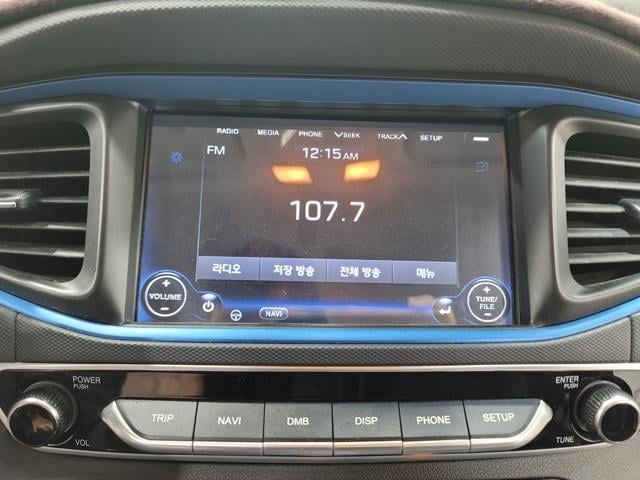 RADIO MEDIA PHONE SEEK TRACK SETUP
FM 12:15 AM
107.7
라디오 저장 방송 전체 방송 메뉴
+ VOLUME −
+ TUNE/ FILE −
NAVI
POWER PUSH
VOL
TRIP NAVI DMB DISP PHONE SETUP
ENTER PUSH
TUNE